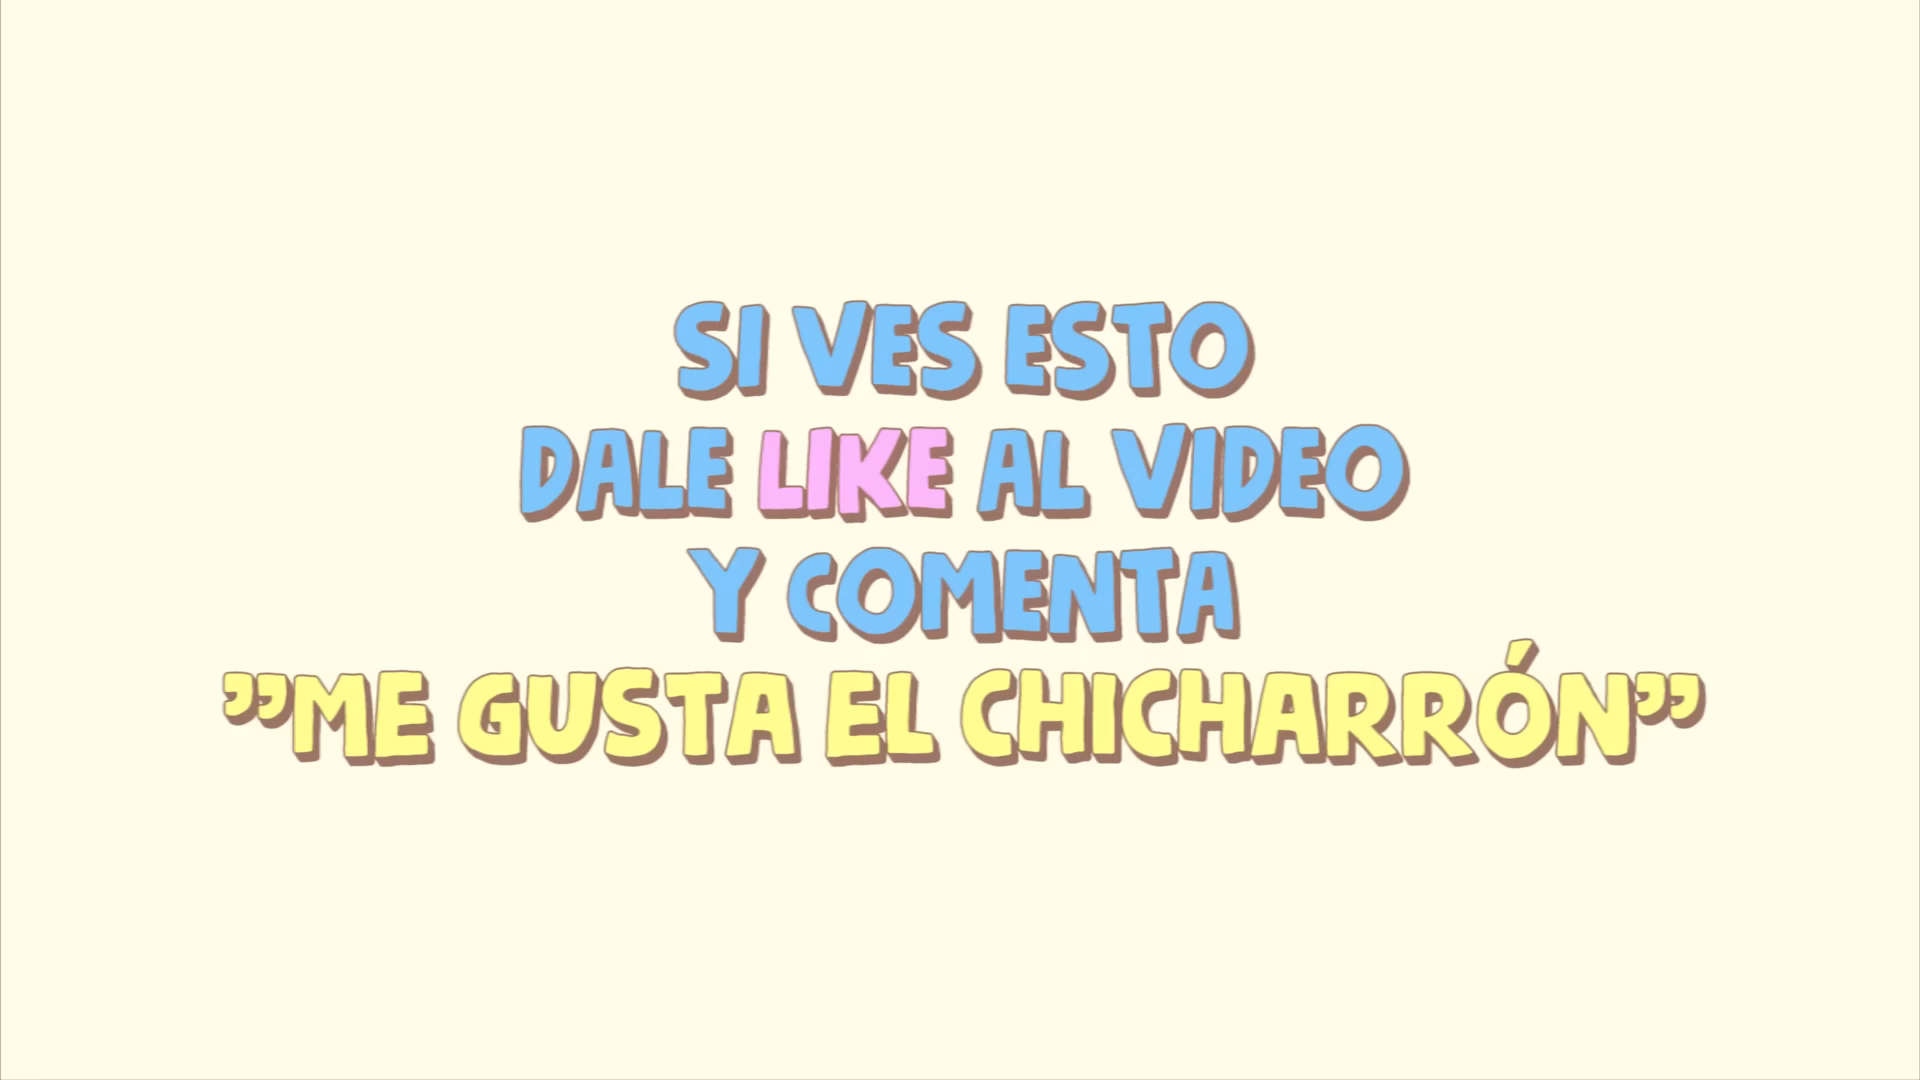 SI VES ESTO
DALE LIKE AL VIDEO
Y COMENTA
”ME GUSTA EL CHICHARRÓN”